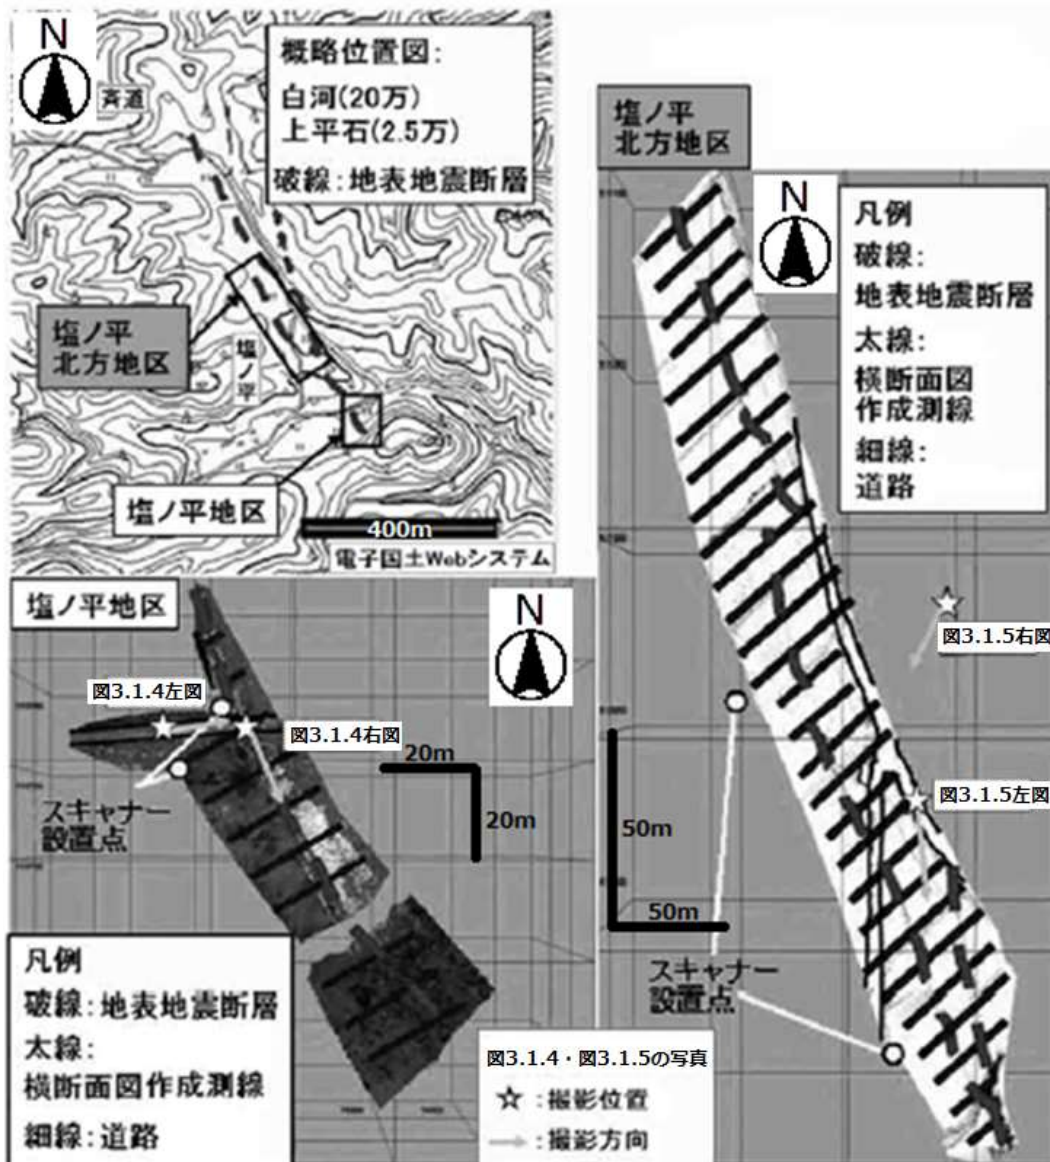 N
斉道
概略位置図:
白河(20万)
上平石(2.5万)
破線:地表地震断層
塩ノ平
北方地区
塩ノ平
塩ノ平地区
400m
電子国土Webシステム
塩ノ平地区
N
図3.1.4左図
図3.1.4右図
20m
20m
スキャナー
設置点
凡例
破線:地表地震断層
太線:
横断面図作成測線
細線:道路
図3.1.4・図3.1.5の写真
☆:撮影位置
→:撮影方向
塩ノ平
北方地区
N
凡例
破線:
地表地震断層
太線:
横断面図
作成測線
細線:
道路
図3.1.5右図
図3.1.5左図
50m
50m
スキャナー
設置点